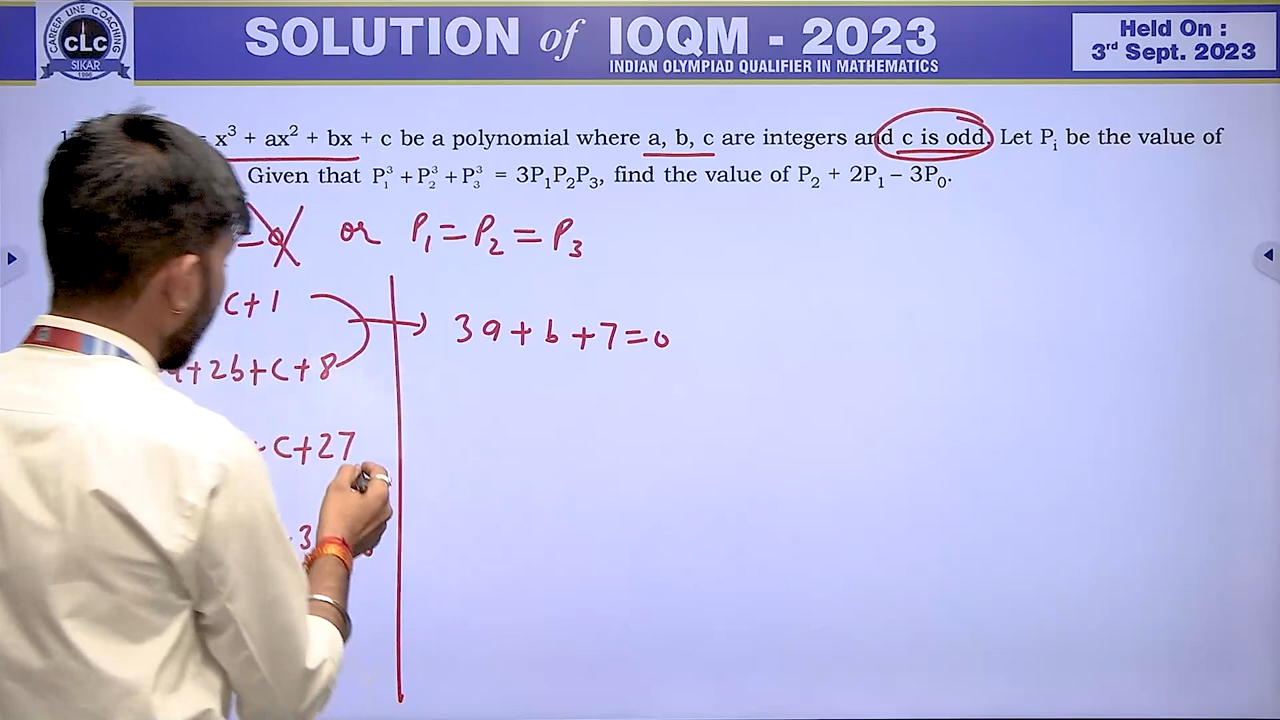 SOLUTION of IOQM - 2023
INDIAN OLYMPIAD QUALIFIER IN MATHEMATICS
Held On :
3rd Sept. 2023
CAREER LINE COACHING
CLC
SIKAR
1996
= x³ + ax² + bx + c be a polynomial where a, b, c are integers and c is odd. Let Pᵢ be the value of
Given that P₁³ + P₂³ + P₃³ = 3P₁P₂P₃, find the value of P₂ + 2P₁ – 3P₀.
= 0 or P₁ = P₂ = P₃
c + 1
3a + b + 7 = 0
+ 2b + c + 8
c + 27
3